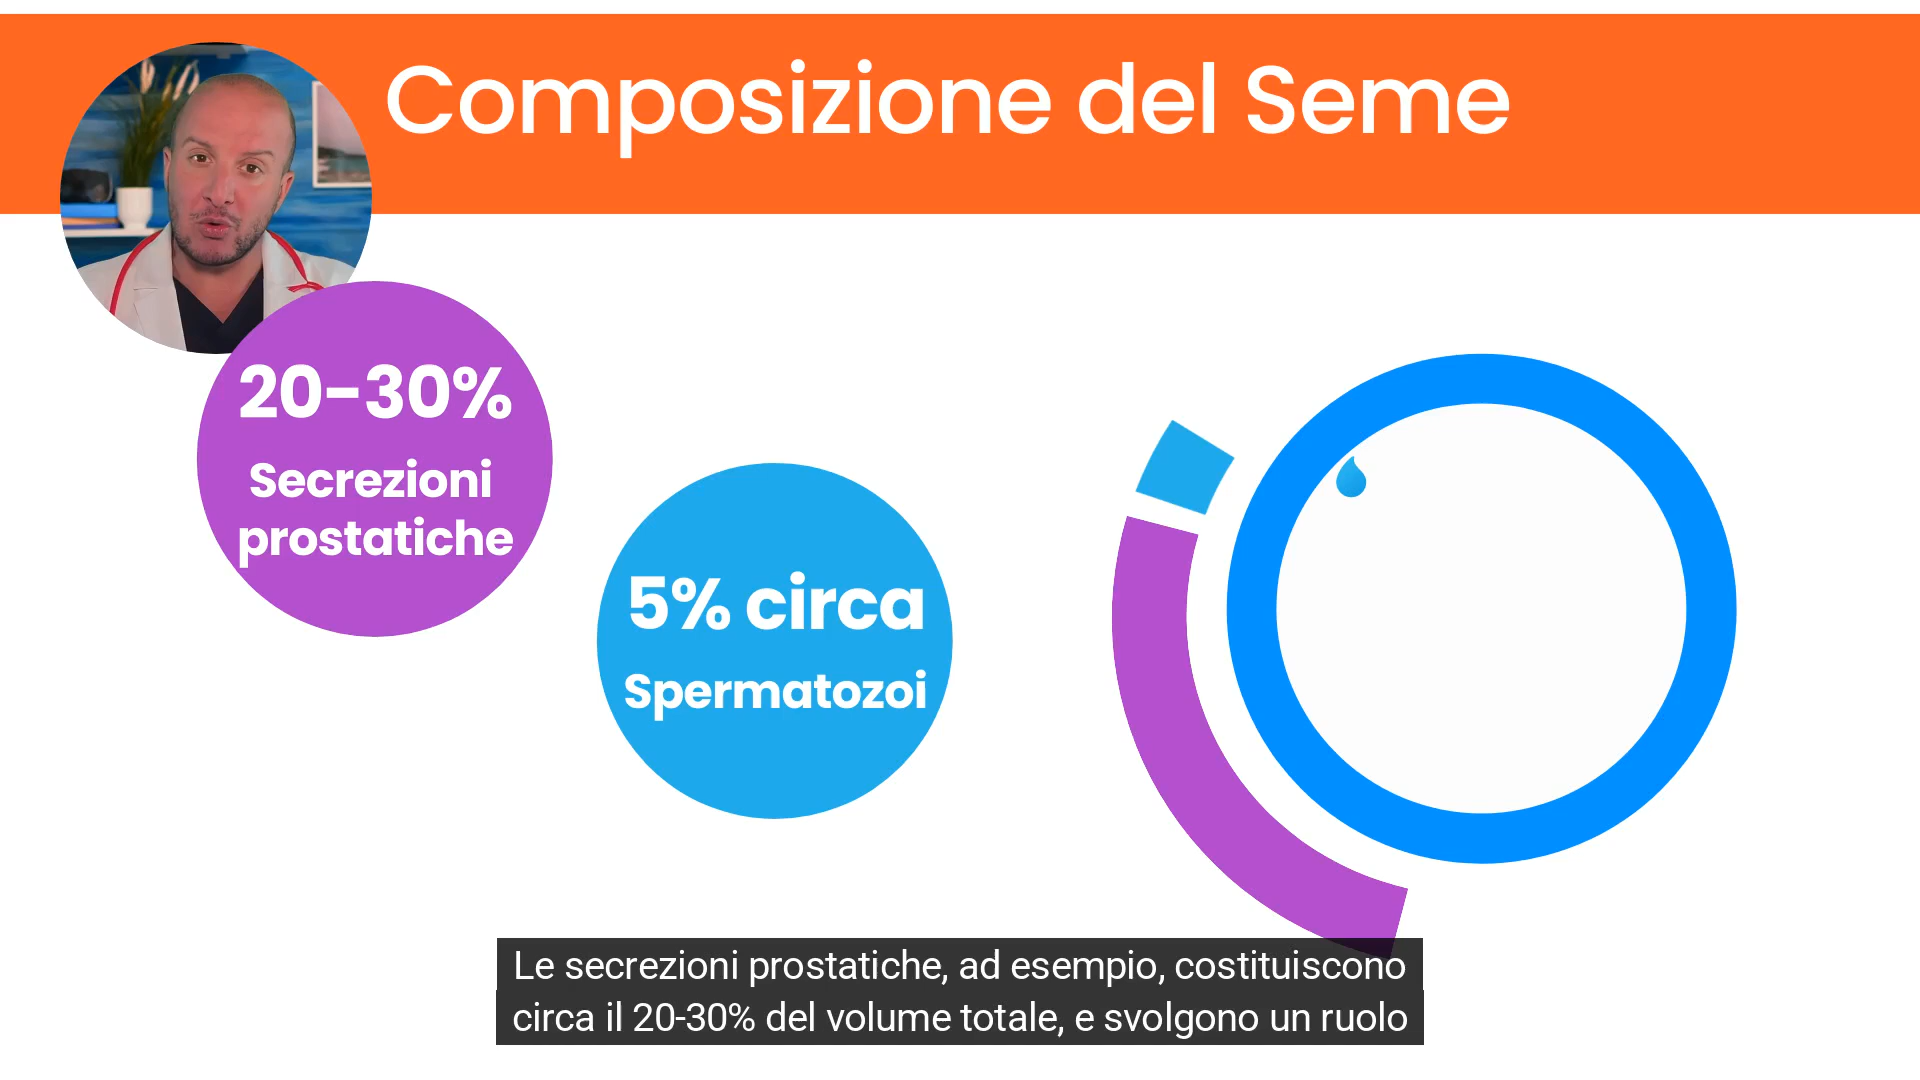 Composizione del Seme
20-30%
Secrezioni
prostatiche
5% circa
Spermatozoi
Le secrezioni prostatiche, ad esempio, costituiscono
circa il 20-30% del volume totale, e svolgono un ruolo